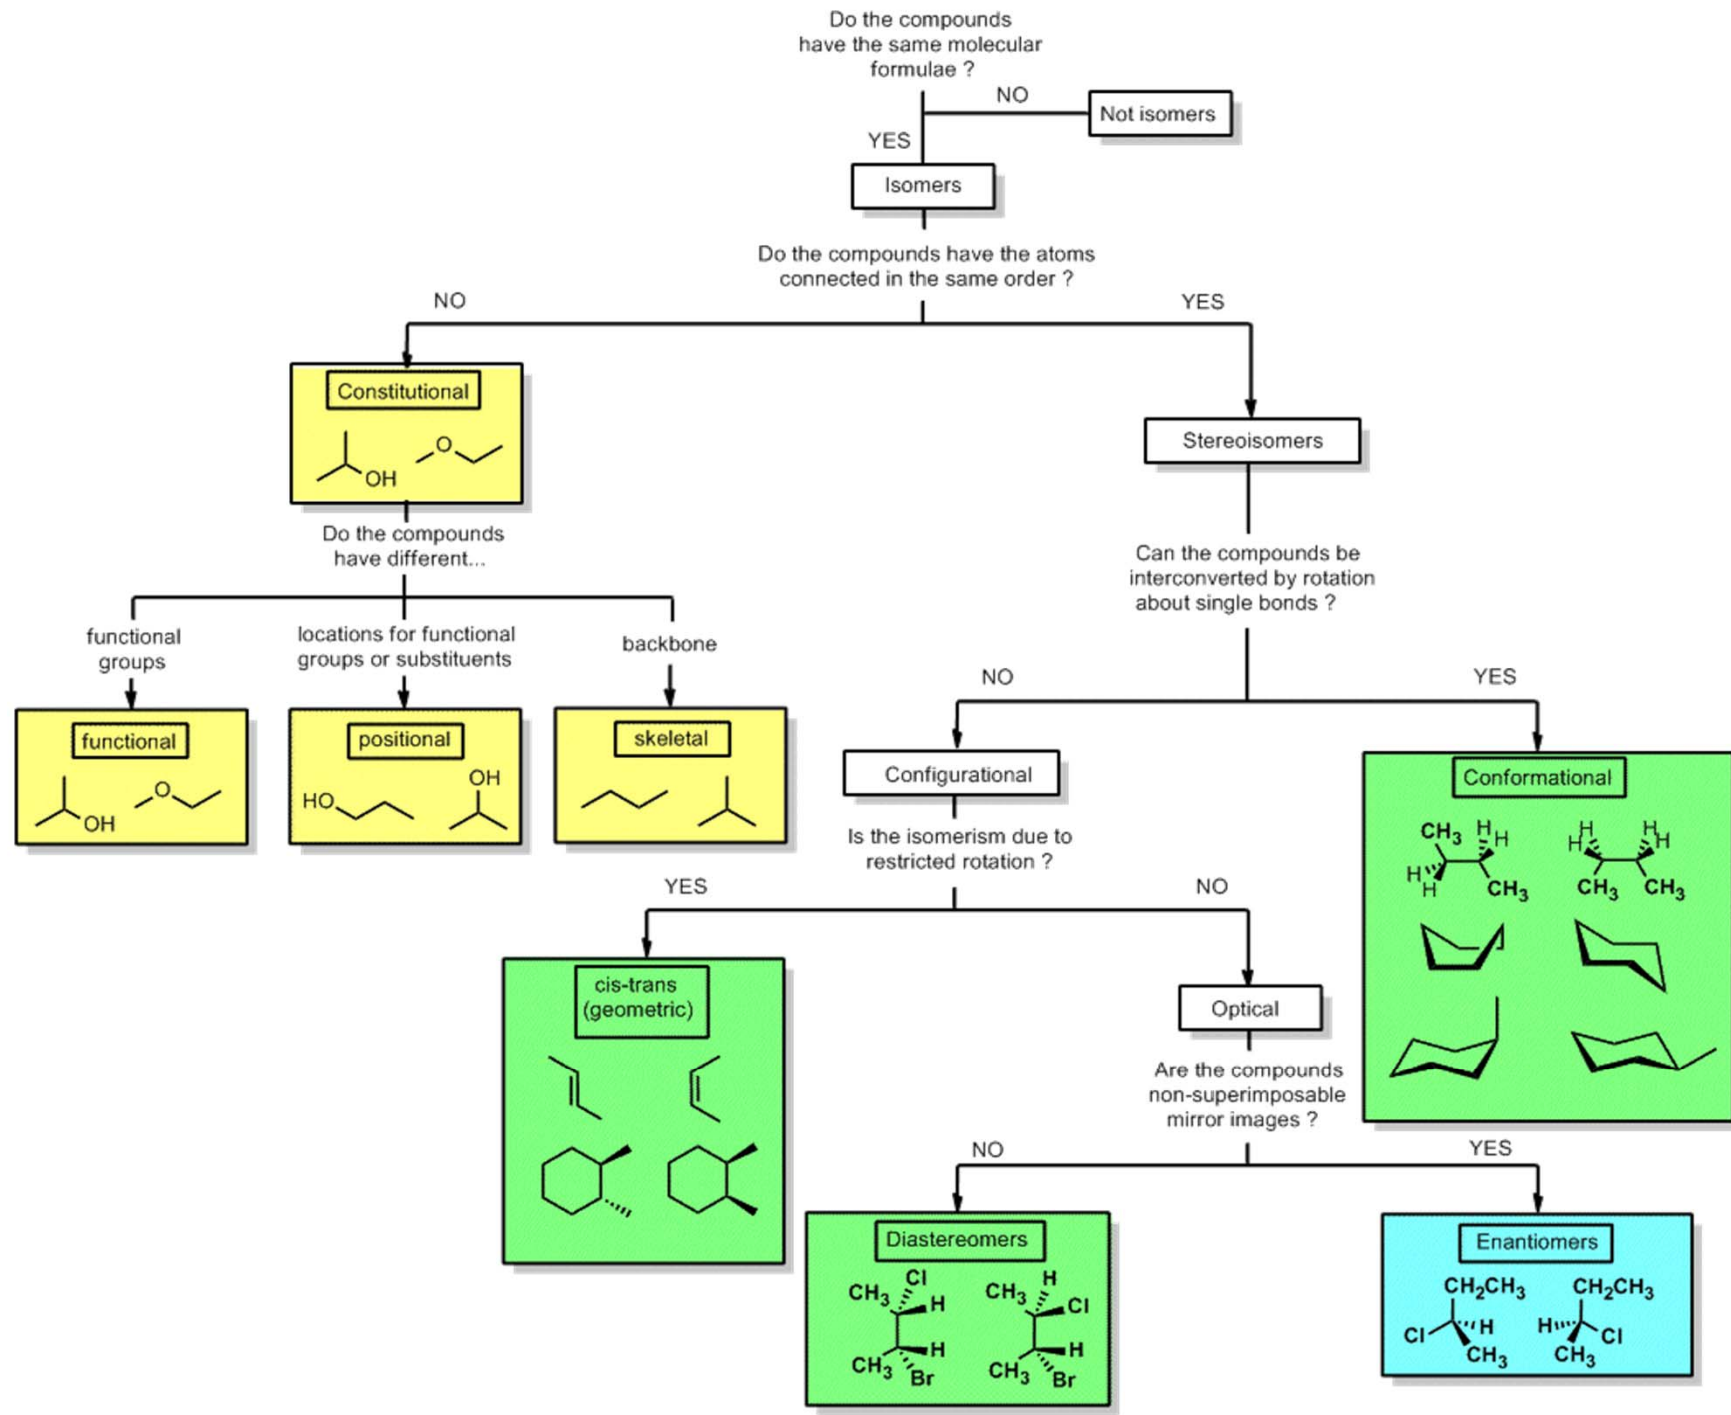 Do the compounds
have the same molecular
formulae ?
NO
Not isomers
YES
Isomers
Do the compounds have the atoms
connected in the same order ?
NO
YES
Constitutional
OH
O
Stereoisomers
Do the compounds
have different...
Can the compounds be
interconverted by rotation
about single bonds ?
functional
groups
locations for functional
groups or substituents
backbone
NO
YES
functional
OH
O
positional
HO
OH
skeletal
Configurational
Is the isomerism due to
restricted rotation ?
YES
NO
Conformational
CH3 H H
H H CH3
H H H H
CH3 CH3
cis-trans
(geometric)
Optical
Are the compounds
non-superimposable
mirror images ?
NO
YES
Diastereomers
Cl
CH3 H
H
CH3 Br
H
CH3 Cl
H
CH3 Br
Enantiomers
CH2CH3
Cl H
CH3
CH2CH3
H Cl
CH3